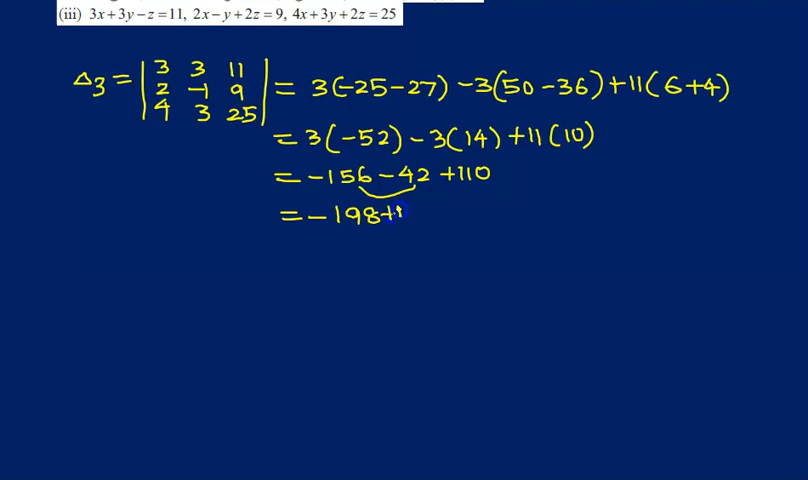 (iii) 3x+3y−z=11, 2x−y+2z=9, 4x+3y+2z=25
Δ3 = | 3 3 11 | = 3(-25-27) -3(50-36)+11(6+4)
| 2 -1 9 |
| 4 3 25 |
= 3(-52) - 3(14) +11(10)
= -156 -42 +110
= -198+1